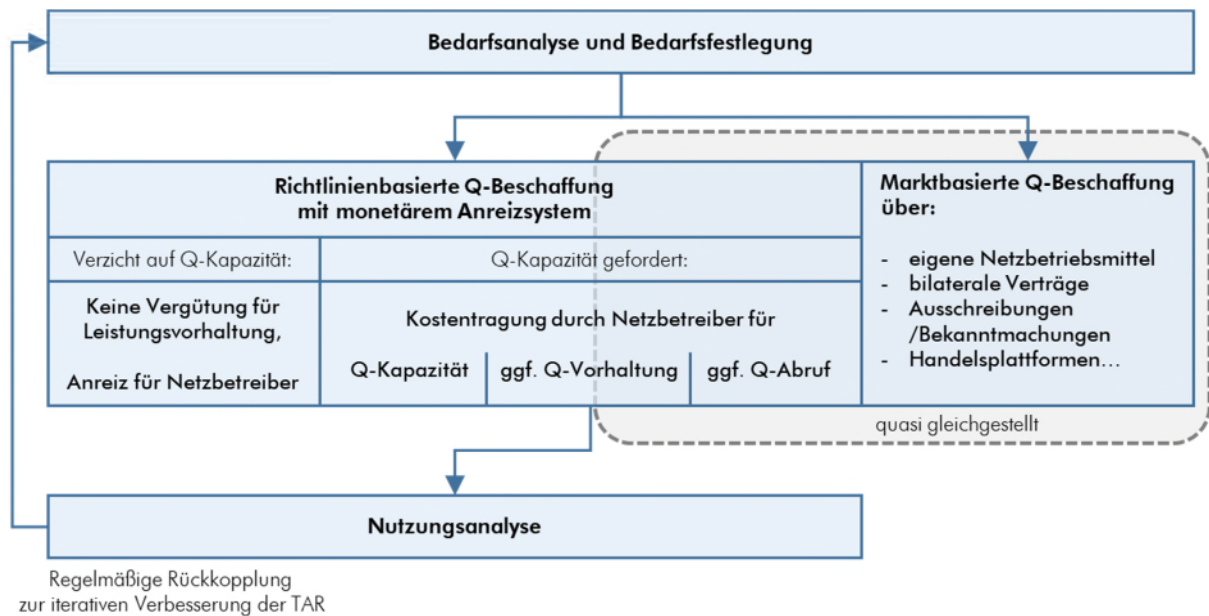 Bedarfsanalyse und Bedarfsfestlegung
Richtlinienbasierte Q-Beschaffung
mit monetärem Anreizsystem
Verzicht auf Q-Kapazität:
Keine Vergütung für
Leistungsvorhaltung,
Anreiz für Netzbetreiber
Q-Kapazität gefordert:
Kostentragung durch Netzbetreiber für
Q-Kapazität
ggf. Q-Vorhaltung
ggf. Q-Abruf
Marktbasierte Q-Beschaffung
über:
- eigene Netzbetriebsmittel
- bilaterale Verträge
- Ausschreibungen
/Bekanntmachungen
- Handelsplattformen…
quasi gleichgestellt
Nutzungsanalyse
Regelmäßige Rückkopplung
zur iterativen Verbesserung der TAR